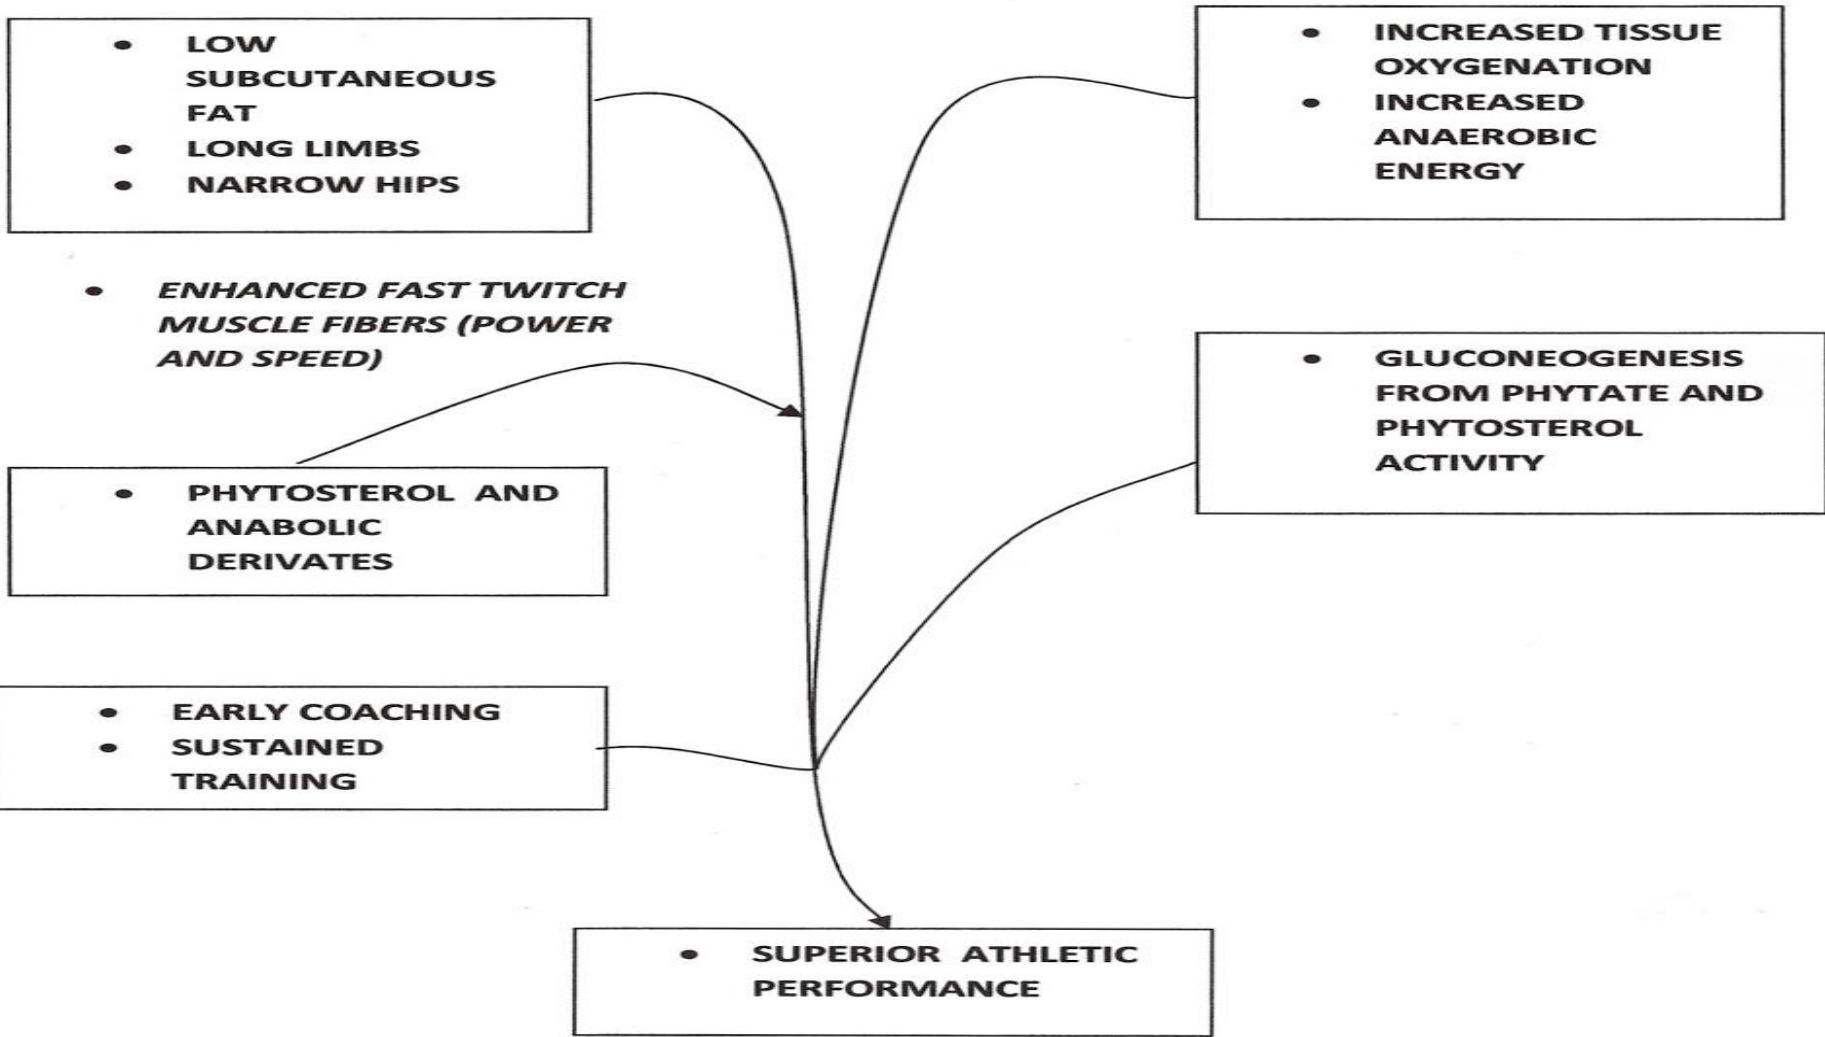 • LOW
SUBCUTANEOUS
FAT
• LONG LIMBS
• NARROW HIPS
• INCREASED TISSUE
OXYGENATION
• INCREASED
ANAEROBIC
ENERGY
• ENHANCED FAST TWITCH
MUSCLE FIBERS (POWER
AND SPEED)
• GLUCONEOGENESIS
FROM PHYTATE AND
PHYTOSTEROL
ACTIVITY
• PHYTOSTEROL AND
ANABOLIC
DERIVATES
• EARLY COACHING
• SUSTAINED
TRAINING
• SUPERIOR ATHLETIC
PERFORMANCE